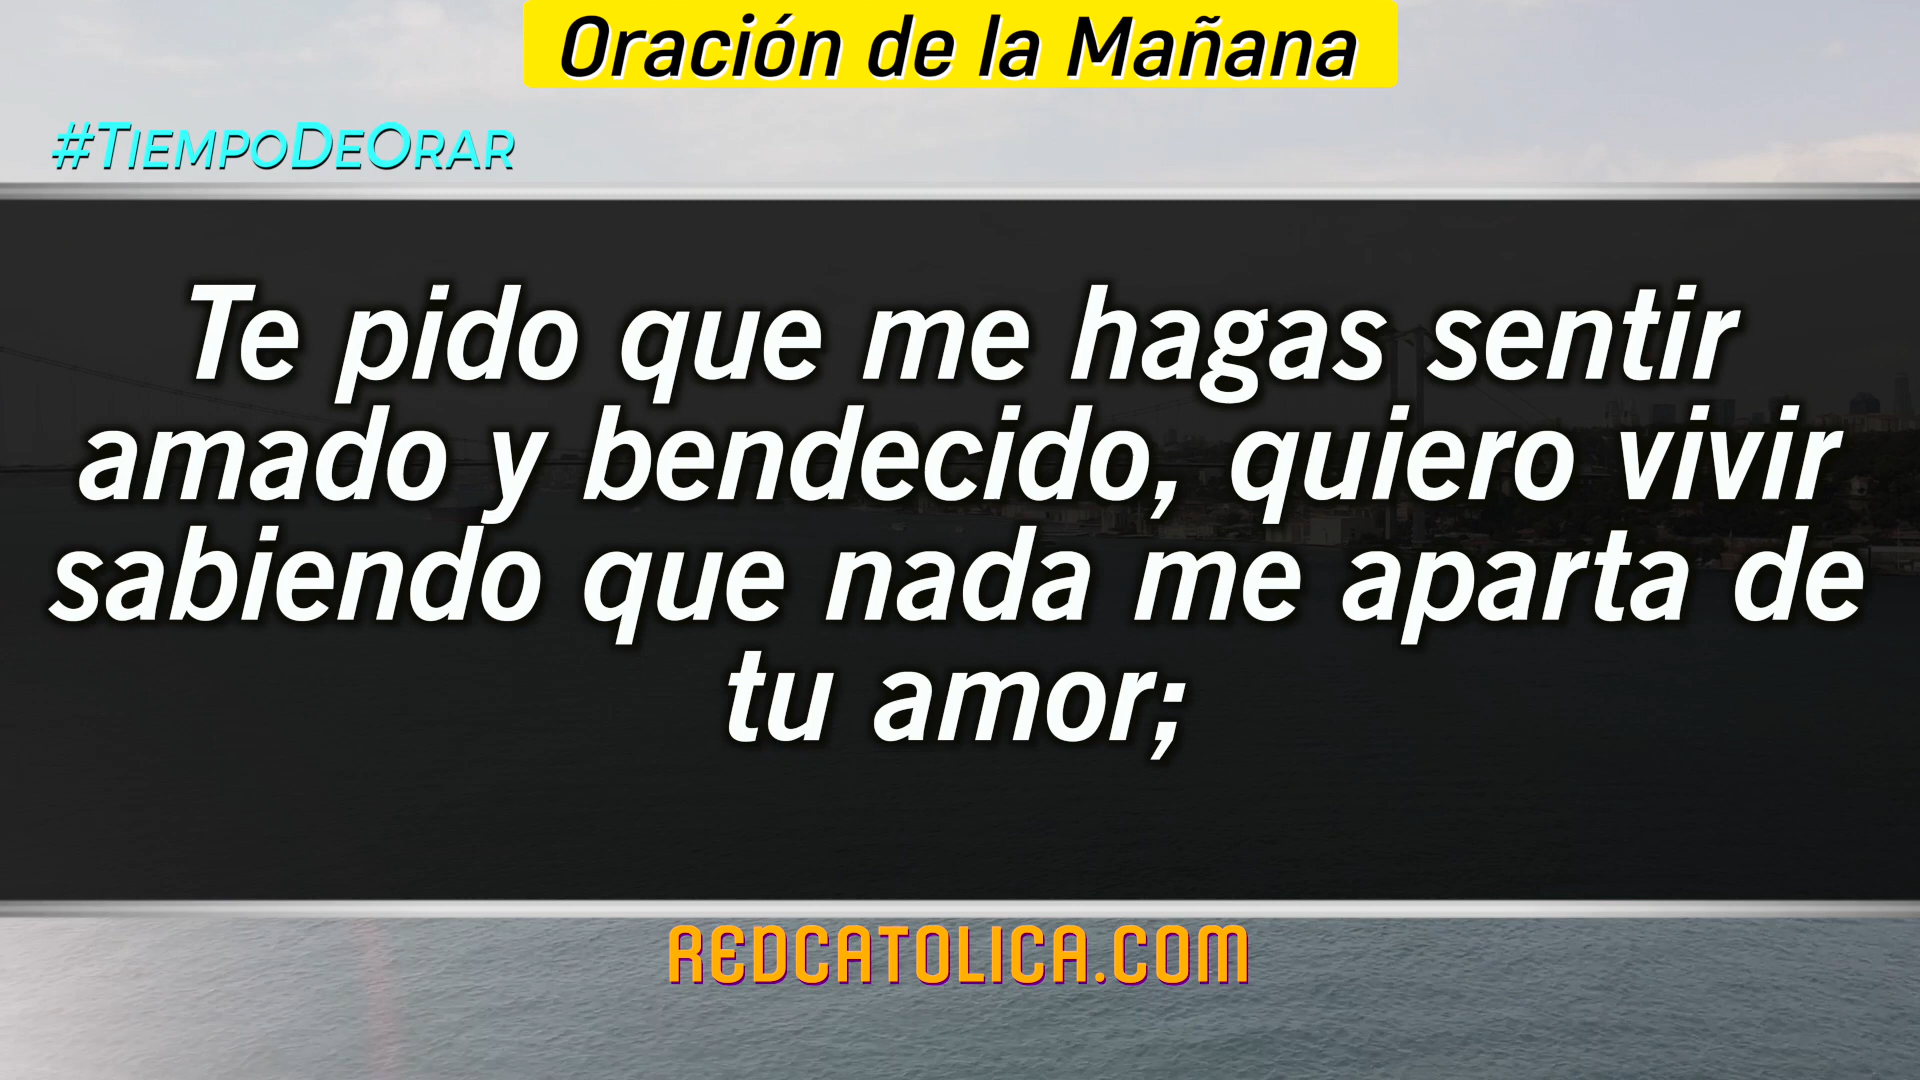 Oración de la Mañana
#TiempoDeOrar
Te pido que me hagas sentir
amado y bendecido, quiero vivir
sabiendo que nada me aparta de
tu amor;
REDCATOLICA.COM